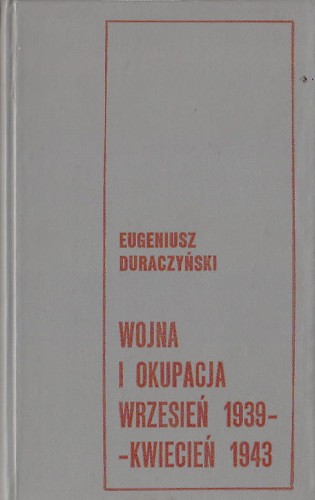 EUGENIUSZ
DURACZYŃSKI
WOJNA
I OKUPACJA
WRZESIEŃ 1939-
-KWIECIEŃ 1943